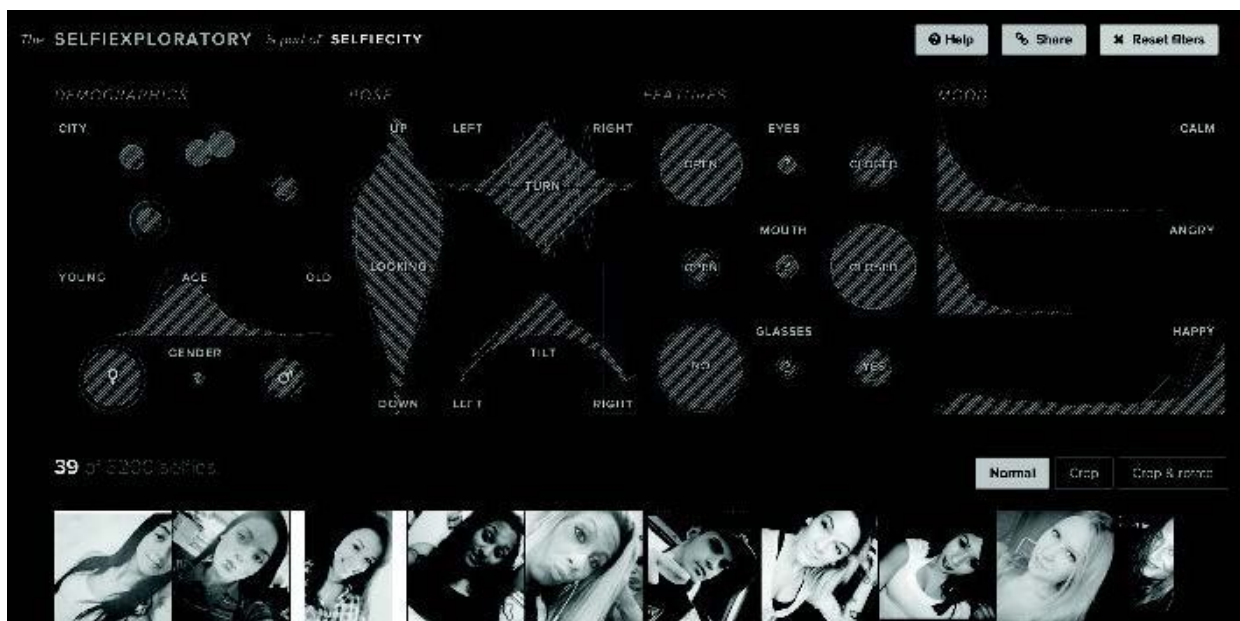 The SELFIEXPLORATORY is part of SELFIECITY
Help
Share
Reset filters
DEMOGRAPHICS
POSE
FEATURES
MOOD
CITY
YOUNG
AGE
OLD
GENDER
?
UP
LOOKING
DOWN
LEFT
RIGHT
TURN
TILT
LEFT
RIGHT
EYES
OPEN
?
CLOSED
MOUTH
OPEN
?
CLOSED
GLASSES
NO
?
YES
CALM
ANGRY
HAPPY
39 of 3200 selfies
Normal
Crop
Crop & rotate